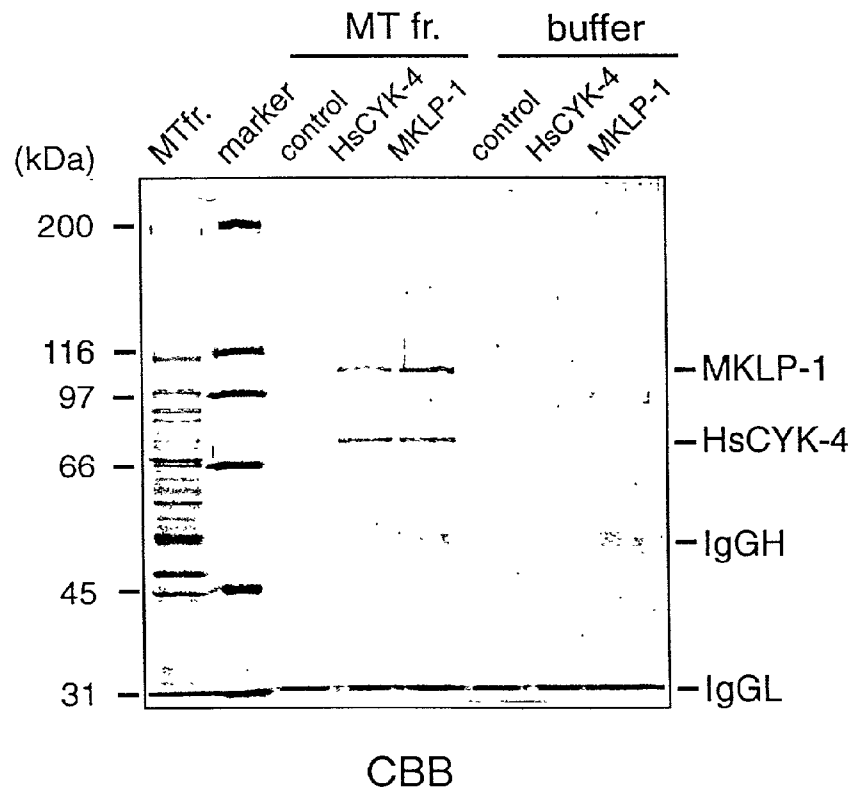 MT fr. buffer
MTfr. marker control HsCYK-4 MKLP-1 control HsCYK-4 MKLP-1
(kDa)
200
116
MKLP-1
97
HsCYK-4
66
IgGH
45
31
IgGL
CBB